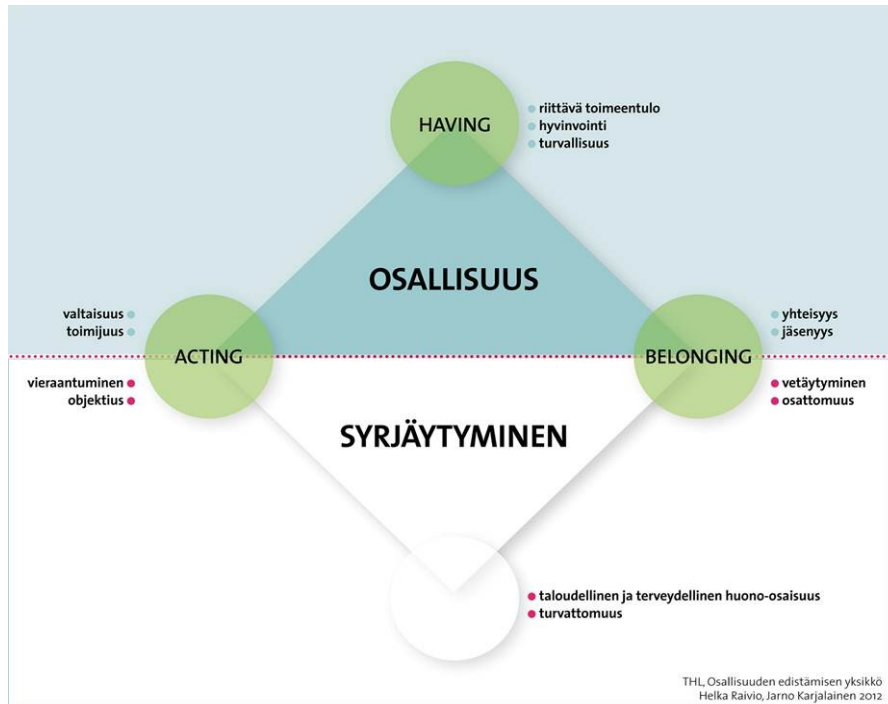 HAVING
riittävä toimeentulo
hyvinvointi
turvallisuus
OSALLISUUS
valtaisuus
toimijuus
ACTING
vieraantuminen
objektius
yhteisyys
jäsenyys
BELONGING
vetäytyminen
osattomuus
SYRJÄYTYMINEN
taloudellinen ja terveydellinen huono-osaisuus
turvattomuus
THL, Osallisuuden edistämisen yksikkö
Helka Raivio, Jarno Karjalainen 2012